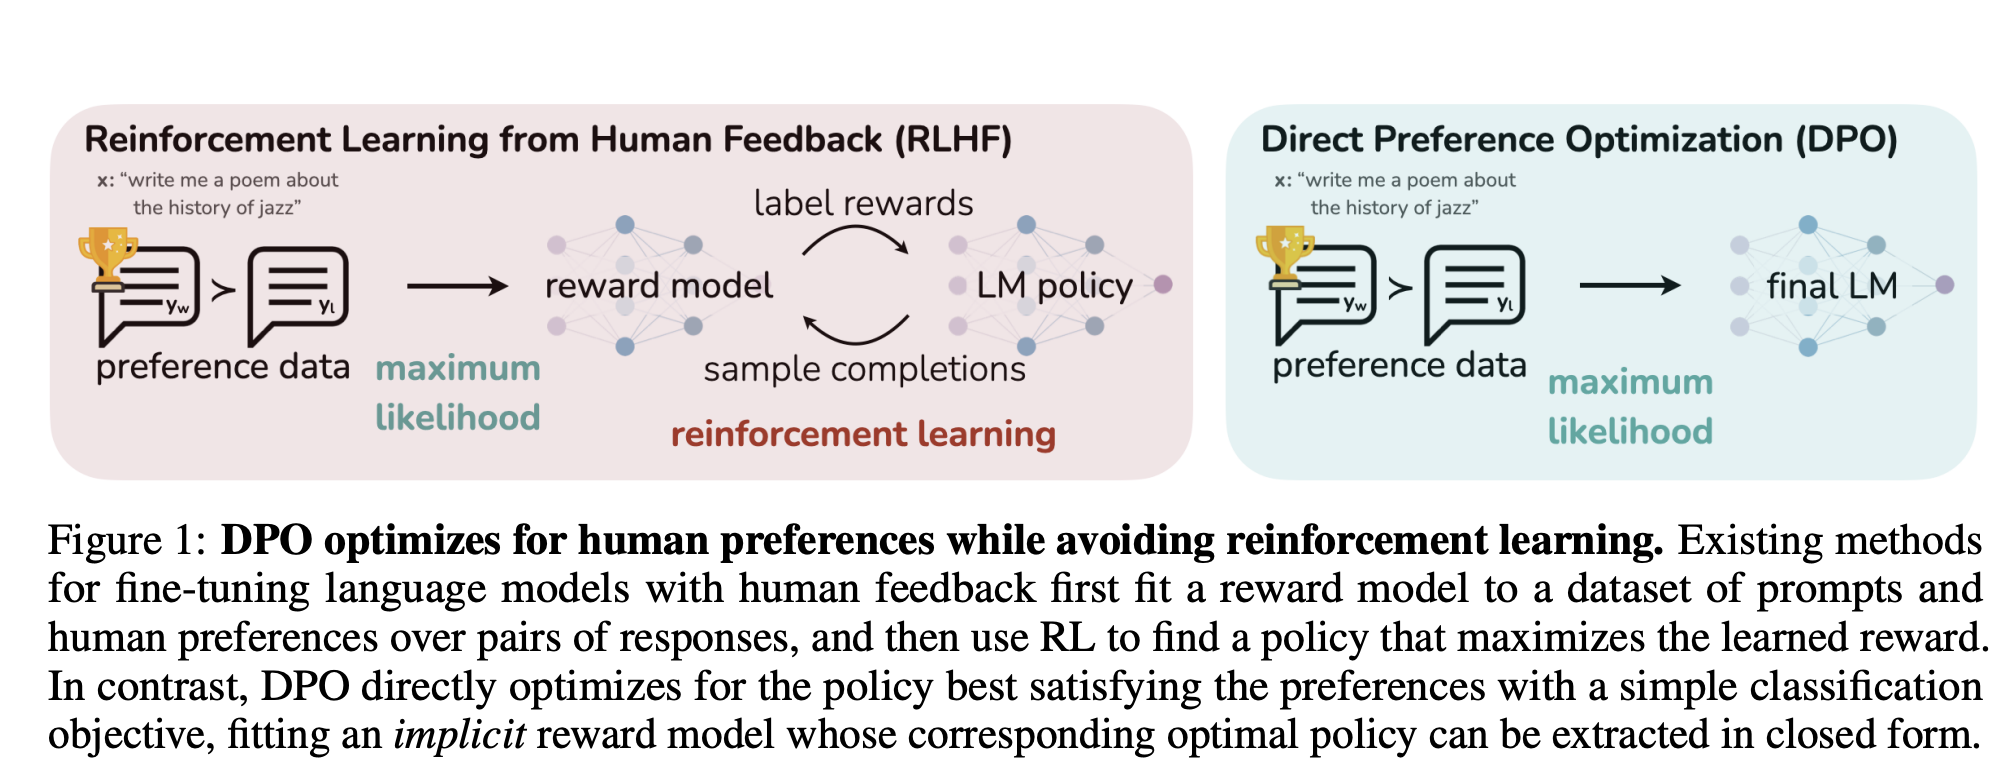 Reinforcement Learning from Human Feedback (RLHF)
x: “write me a poem about
the history of jazz”
label rewards
yw
≻
yl
reward model
LM policy
preference data
maximum
likelihood
sample completions
reinforcement learning
Direct Preference Optimization (DPO)
x: “write me a poem about
the history of jazz”
yw
≻
yl
final LM
preference data
maximum
likelihood
Figure 1: DPO optimizes for human preferences while avoiding reinforcement learning. Existing methods
for fine-tuning language models with human feedback first fit a reward model to a dataset of prompts and
human preferences over pairs of responses, and then use RL to find a policy that maximizes the learned reward.
In contrast, DPO directly optimizes for the policy best satisfying the preferences with a simple classification
objective, fitting an implicit reward model whose corresponding optimal policy can be extracted in closed form.